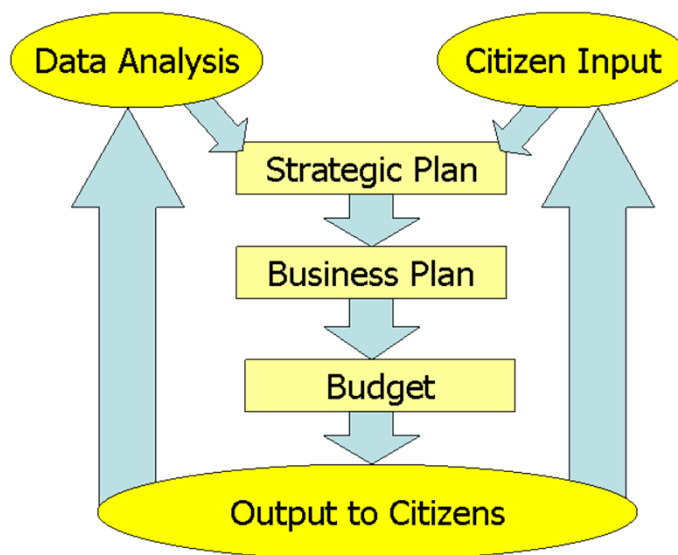 Data Analysis
Citizen Input
Strategic Plan
Business Plan
Budget
Output to Citizens